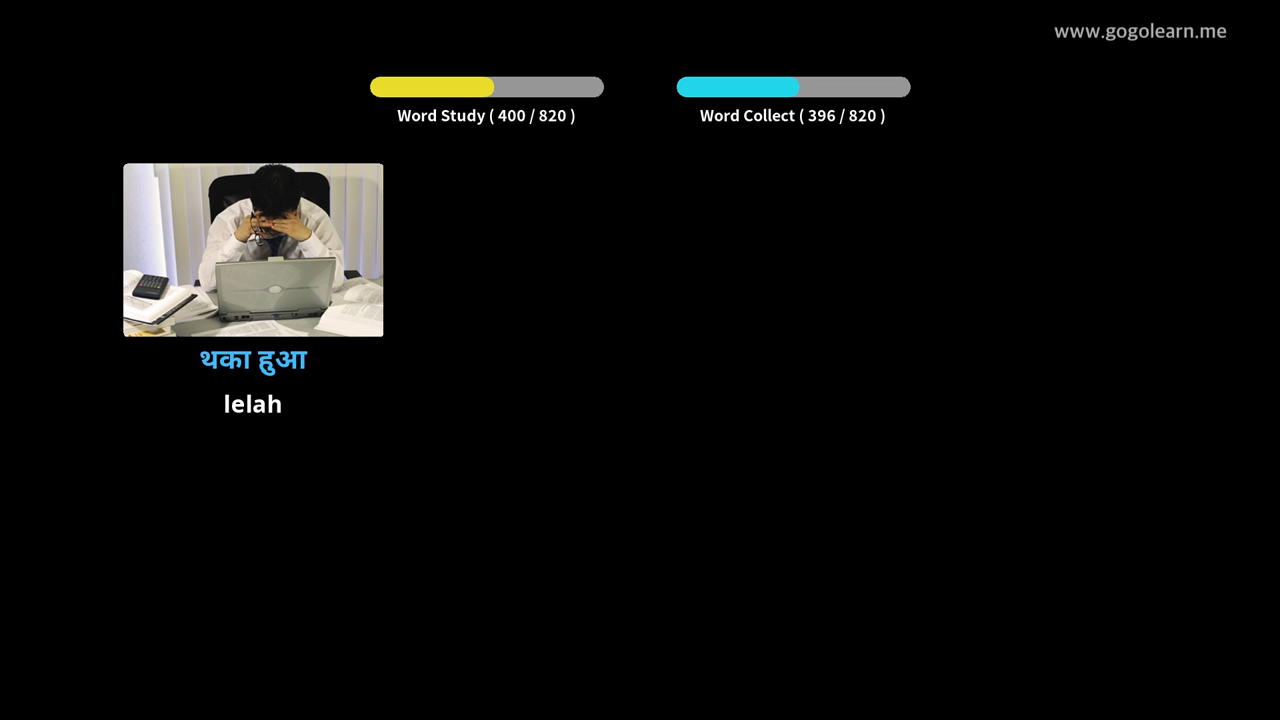 www.gogolearn.me
Word Study ( 400 / 820 )
Word Collect ( 396 / 820 )
थका हुआ
lelah